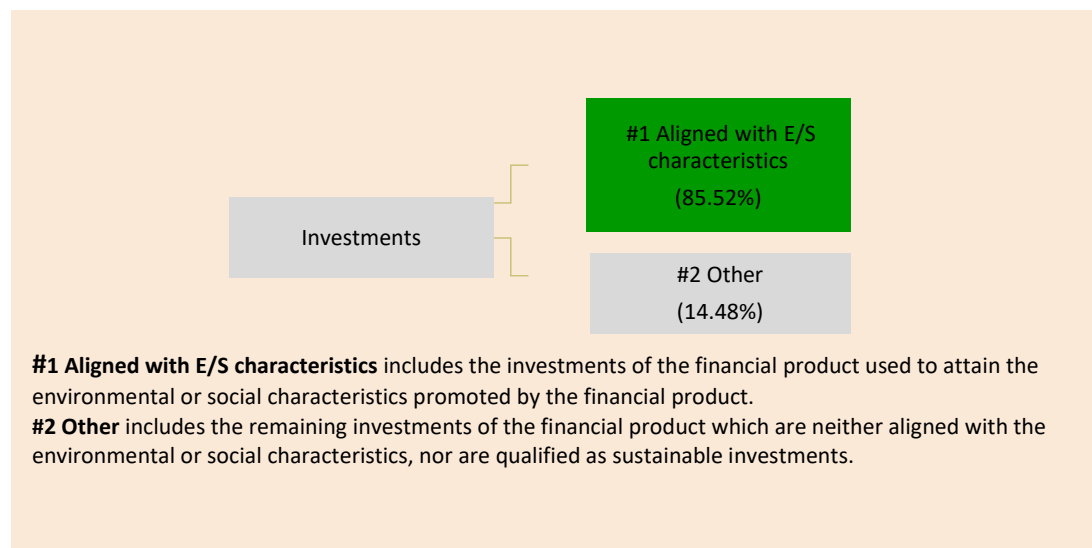 #1 Aligned with E/S
characteristics
(85.52%)
Investments
#2 Other
(14.48%)
#1 Aligned with E/S characteristics includes the investments of the financial product used to attain the
environmental or social characteristics promoted by the financial product.
#2 Other includes the remaining investments of the financial product which are neither aligned with the
environmental or social characteristics, nor are qualified as sustainable investments.